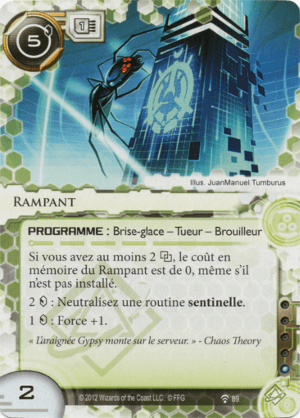 5
1
Illus. JuanManuel Tumburus
Rampant
PROGRAMME : Brise-glace – Tueur – Brouilleur
Si vous avez au moins 2 , le coût en
mémoire du Rampant est de 0, même s'il
n'est pas installé.
2 : Neutralisez une routine sentinelle.
1 : Force +1.
« L'araignée Gypsy monte sur le serveur. » - Chaos Theory
2
© 2012 Wizards of the Coast LLC. © FFG
89